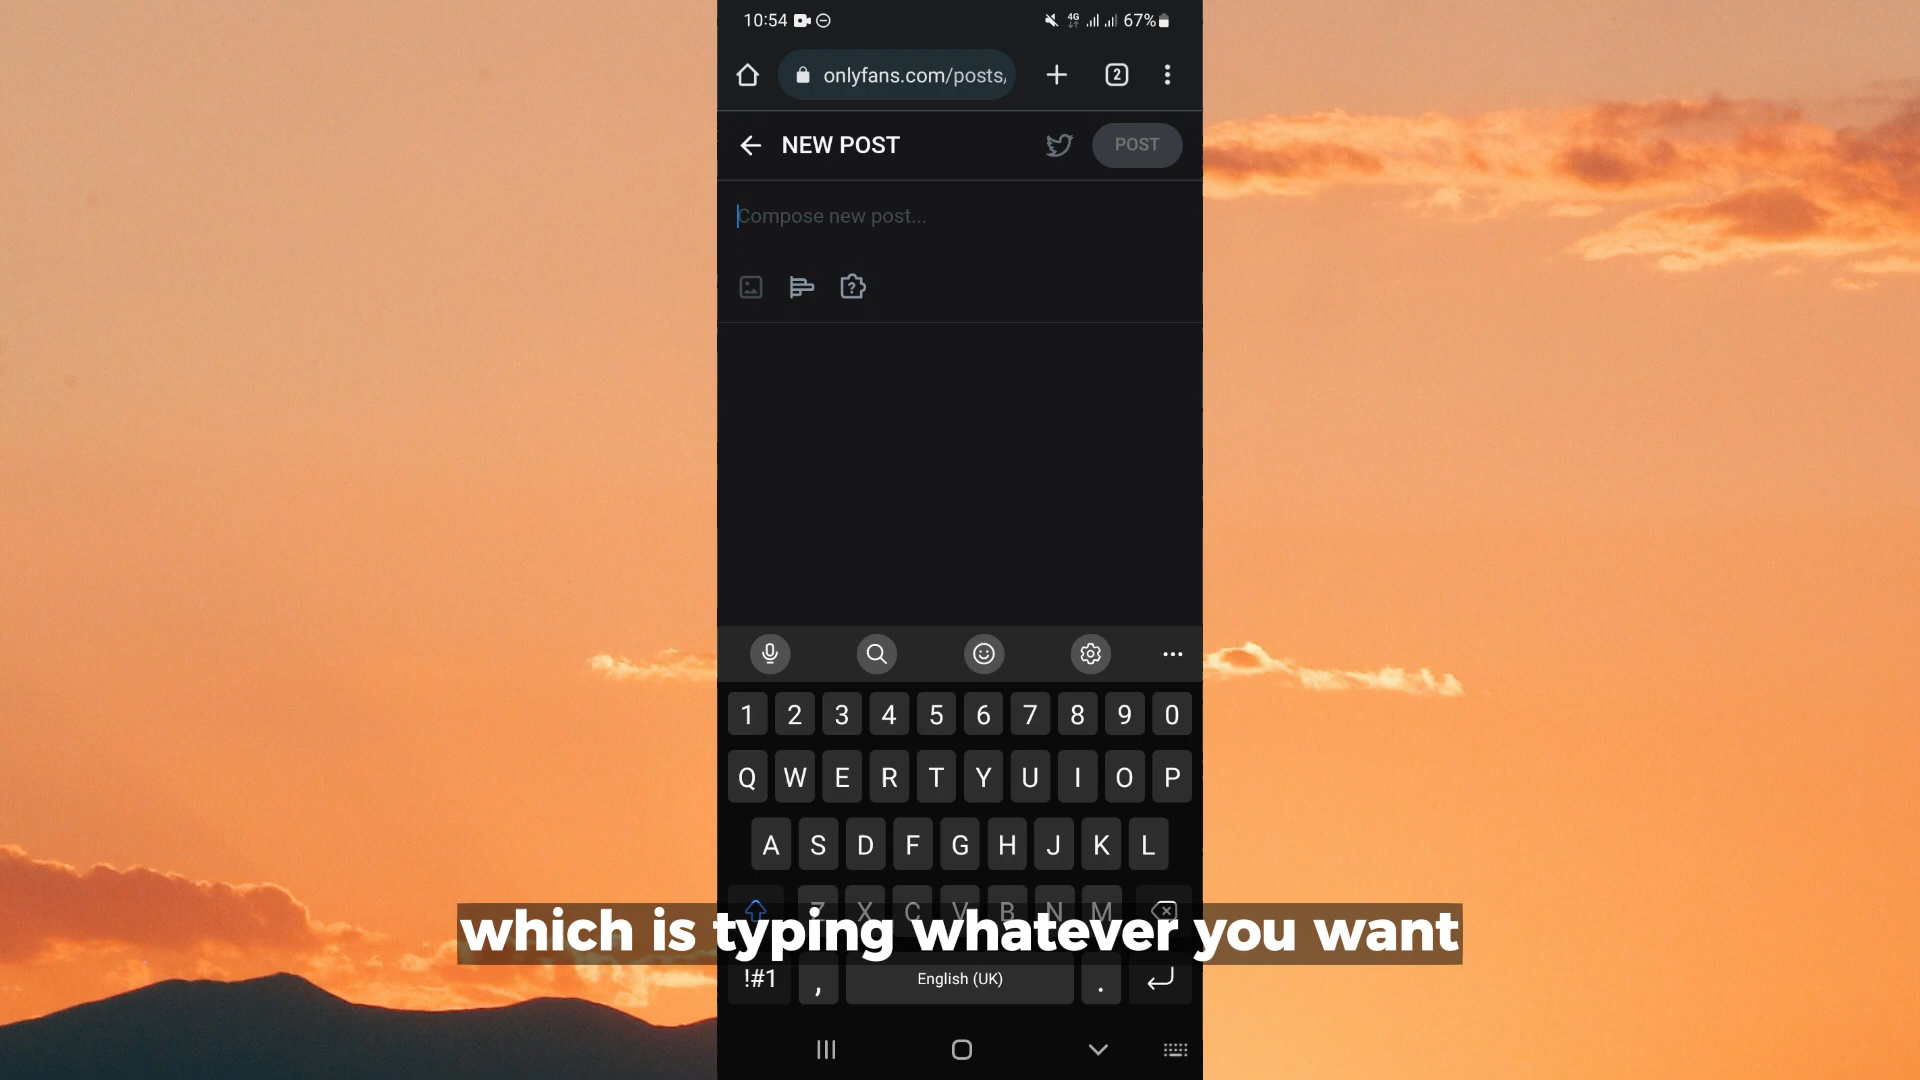 10:54 4G 67%
onlyfans.com/posts, 2
NEW POST POST
Compose new post...
1 2 3 4 5 6 7 8 9 0
Q W E R T Y U I O P
A S D F G H J K L
Z X C V B N M
which is typing whatever you want
!#1 , English (UK) .